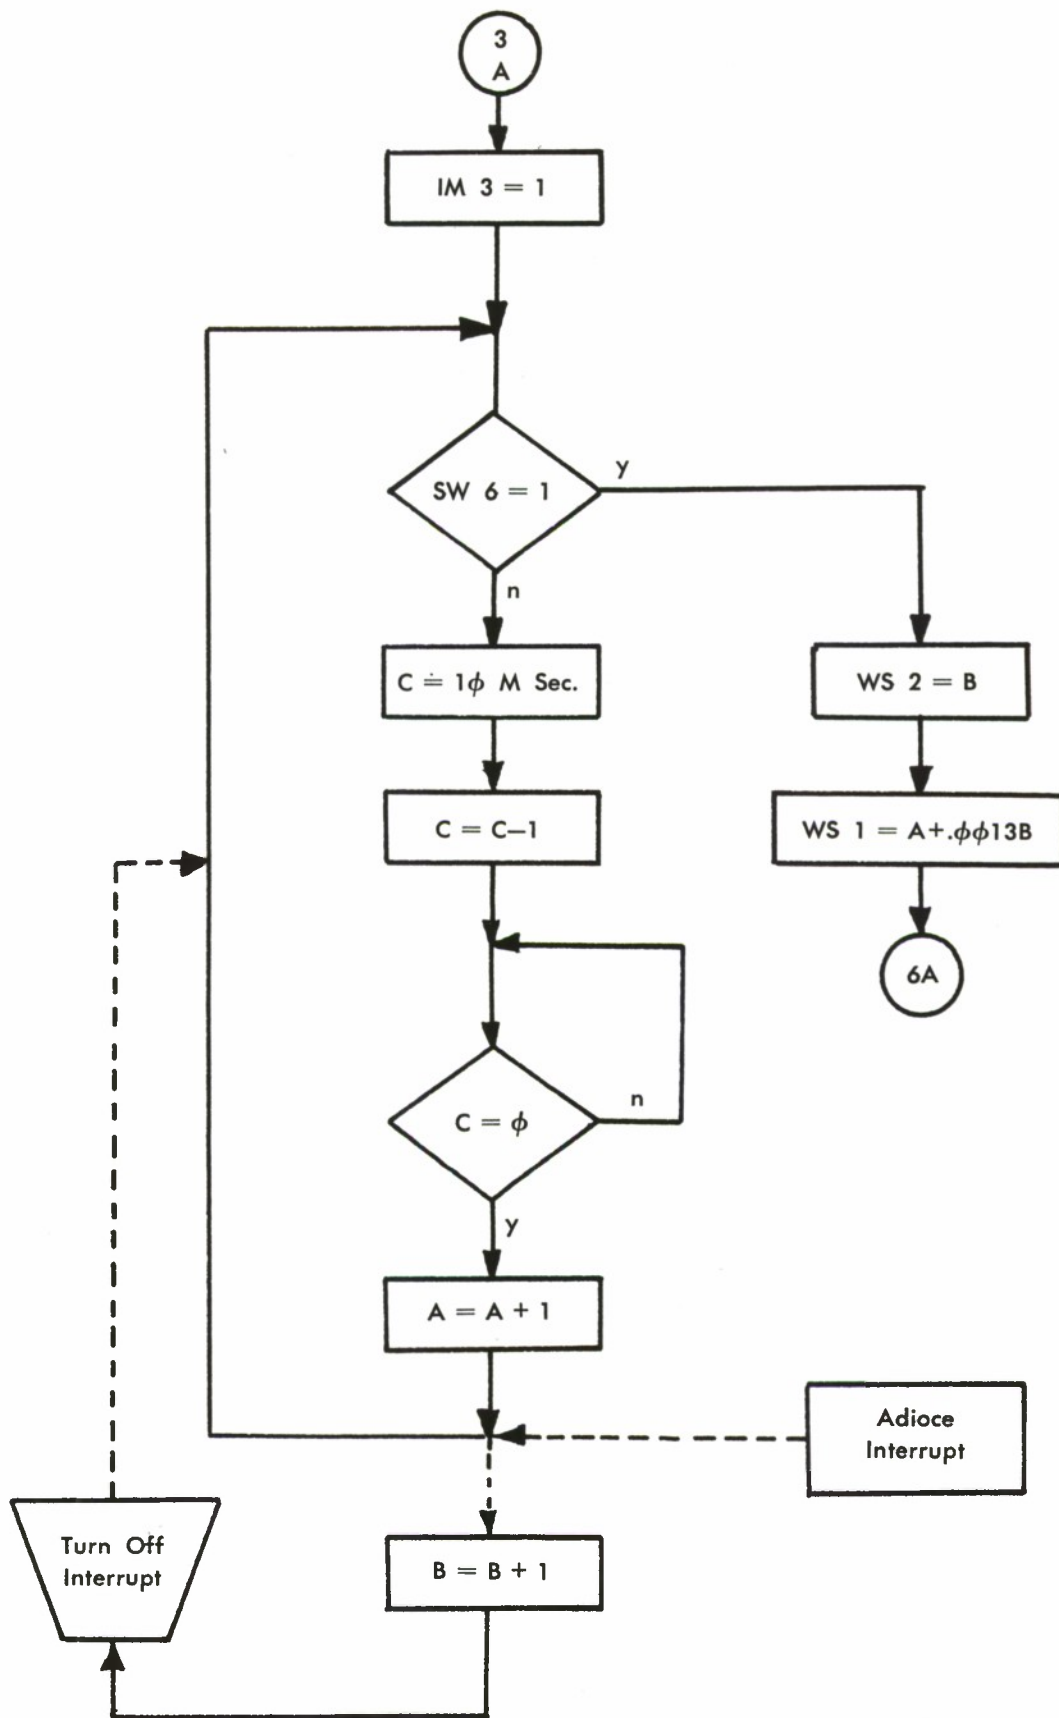 3
A
IM 3 = 1
SW 6 = 1
y
n
C ≐ 1ϕ M Sec.
WS 2 = B
C = C–1
WS 1 = A+.ϕϕ13B
6A
C = ϕ
n
y
A = A + 1
Adioce
Interrupt
Turn Off
Interrupt
B = B + 1